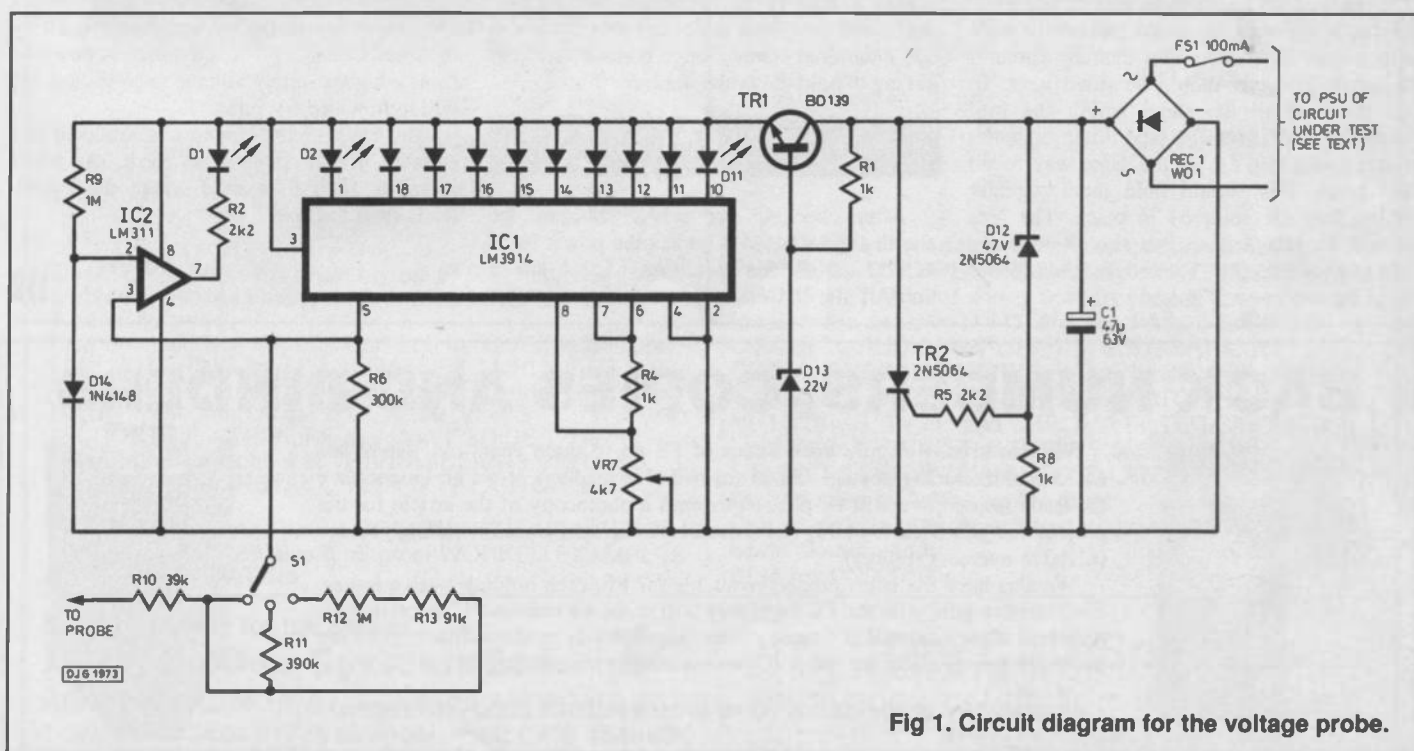 FS1 100mA
TR1 BD139
TO PSU OF
CIRCUIT
UNDER TEST
(SEE TEXT)
REC 1
WO 1
~
~
+
−
D1
D2
D11
R9
1M
R2
2k2
R1
1k
1
18
17
16
15
14
13
12
11
10
IC2
LM311
IC1
LM3914
2
8
3
4
7
3
5
8
7
6
4
2
D12
47V
2N5064
+
C1
47µ
63V
TR2
2N5064
R5 2k2
D13
22V
D14
1N4148
R6
300k
R4
1k
VR7
4k7
R8
1k
S1
R10 39k
TO
PROBE
R12 1M
R13 91k
R11
390k
DJG 1973
Fig 1. Circuit diagram for the voltage probe.